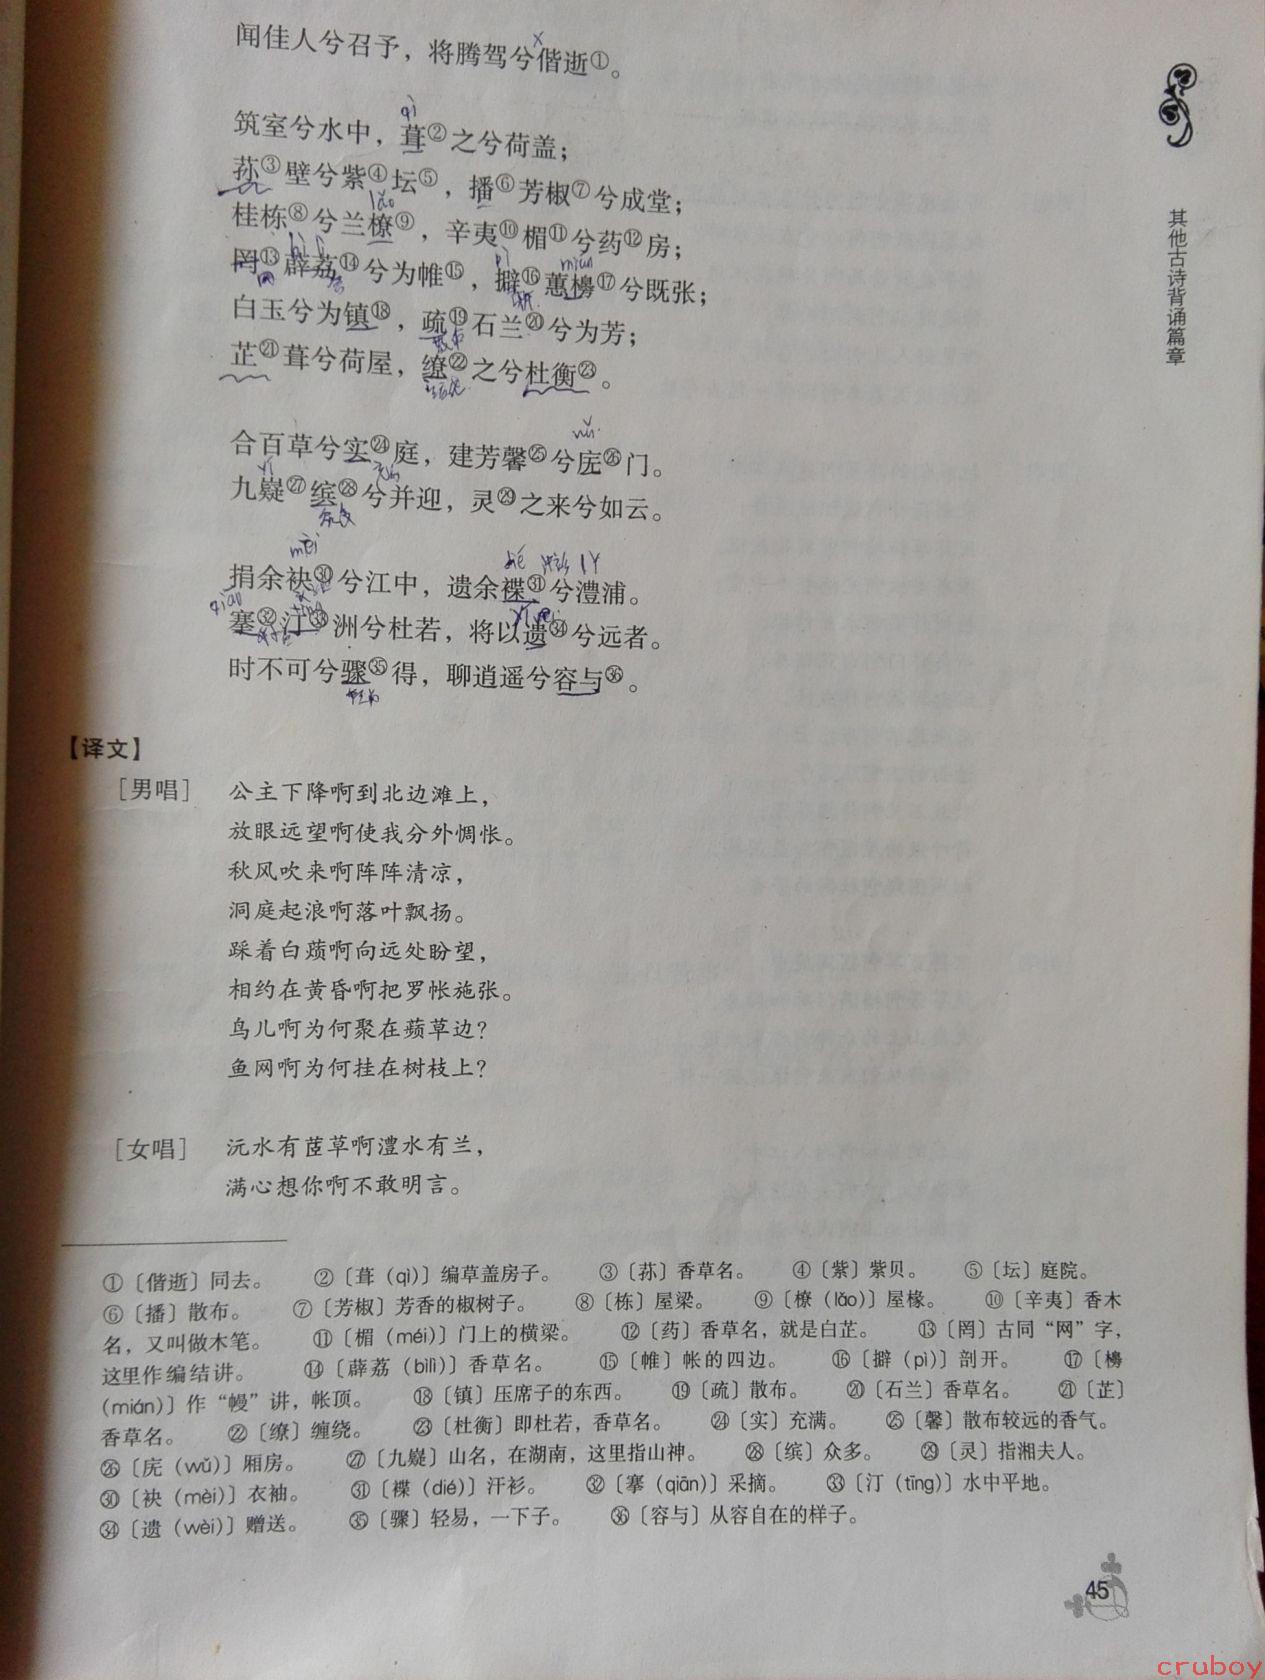 闻佳人兮召予，将腾驾兮偕逝①。
筑室兮水中，葺②之兮荷盖；
荪③壁兮紫④坛⑤，播⑥芳椒⑦兮成堂；
桂栋⑧兮兰橑⑨，辛夷⑩楣⑪兮药⑫房；
罔⑬薜荔⑭兮为帷⑮，擗⑯蕙櫋⑰兮既张；
白玉兮为镇⑱，疏⑲石兰⑳兮为芳；
芷㉑葺兮荷屋，缭㉒之兮杜衡㉓。
合百草兮实㉔庭，建芳馨㉕兮庑㉖门。
九嶷㉗缤㉘兮并迎，灵㉙之来兮如云。
捐余袂㉚兮江中，遗余褋㉛兮澧浦。
搴㉜汀㉝洲兮杜若，将以遗㉞兮远者。
时不可兮骤㉟得，聊逍遥兮容与㊱。
其他古诗背诵篇章
【译文】
［男唱］ 公主下降啊到北边滩上，
放眼远望啊使我分外惆怅。
秋风吹来啊阵阵清凉，
洞庭起浪啊落叶飘扬。
踩着白薠啊向远处盼望，
相约在黄昏啊把罗帐施张。
鸟儿啊为何聚在蘋草边？
鱼网啊为何挂在树枝上？
［女唱］ 沅水有茝草啊澧水有兰，
满心想你啊不敢明言。
①〔偕逝〕同去。 ②〔葺（qì）〕编草盖房子。 ③〔荪〕香草名。 ④〔紫〕紫贝。 ⑤〔坛〕庭院。
⑥〔播〕散布。 ⑦〔芳椒〕芳香的椒树子。 ⑧〔栋〕屋梁。 ⑨〔橑（lǎo）〕屋椽。 ⑩〔辛夷〕香木
名，又叫做木笔。 ⑪〔楣（méi）〕门上的横梁。 ⑫〔药〕香草名，就是白芷。 ⑬〔罔〕古同“网”字，
这里作编结讲。 ⑭〔薜荔（bìlì）〕香草名。 ⑮〔帷〕帐的四边。 ⑯〔擗（pì）〕剖开。 ⑰〔櫋
（mián）〕作“幔”讲，帐顶。 ⑱〔镇〕压席子的东西。 ⑲〔疏〕散布。 ⑳〔石兰〕香草名。 ㉑〔芷〕
香草名。 ㉒〔缭〕缠绕。 ㉓〔杜衡〕即杜若，香草名。 ㉔〔实〕充满。 ㉕〔馨〕散布较远的香气。
㉖〔庑（wǔ）〕厢房。 ㉗〔九嶷〕山名，在湖南，这里指山神。 ㉘〔缤〕众多。 ㉙〔灵〕指湘夫人。
㉚〔袂（mèi）〕衣袖。 ㉛〔褋（dié）〕汗衫。 ㉜〔搴（qiān）〕采摘。 ㉝〔汀（tīng）〕水中平地。
㉞〔遗（wèi）〕赠送。 ㉟〔骤〕轻易，一下子。 ㊱〔容与〕从容自在的样子。
45
cruboy